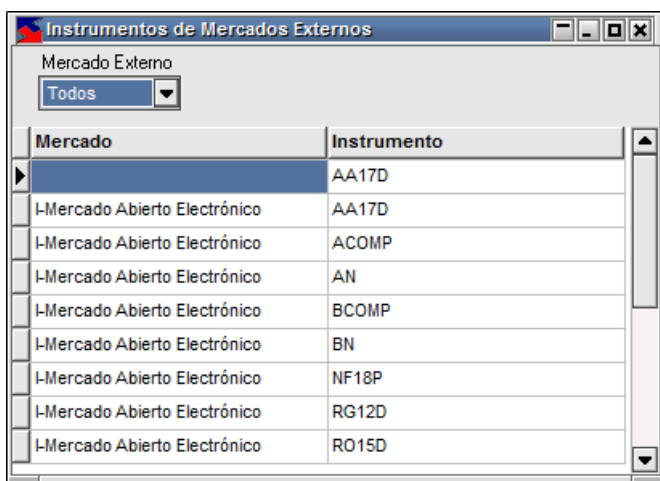 Instrumentos de Mercados Externos
Mercado Externo
Todos
Mercado Instrumento
AA17D
I-Mercado Abierto Electrónico AA17D
I-Mercado Abierto Electrónico ACOMP
I-Mercado Abierto Electrónico AN
I-Mercado Abierto Electrónico BCOMP
I-Mercado Abierto Electrónico BN
I-Mercado Abierto Electrónico NF18P
I-Mercado Abierto Electrónico RG12D
I-Mercado Abierto Electrónico RO15D